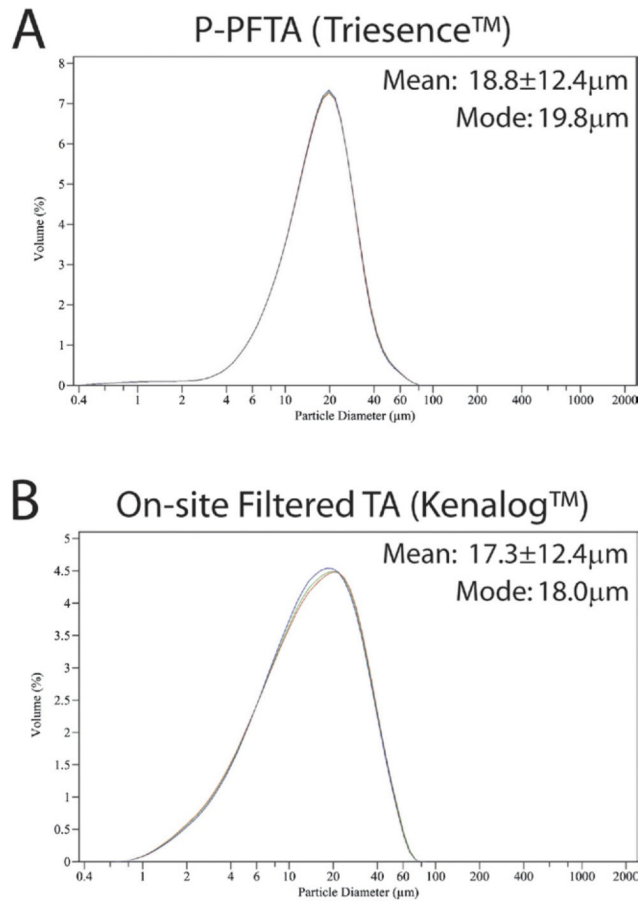 A
P-PFTA (Triesence™)
Mean: 18.8±12.4μm
Mode: 19.8μm
8
7
6
5
4
3
2
1
0
Volume (%)
0.4 1 2 4 6 10 20 40 60 100 200 400 1000 2000
Particle Diameter (μm)
B
On-site Filtered TA (Kenalog™)
Mean: 17.3±12.4μm
Mode: 18.0μm
5
4.5
4
3.5
3
2.5
2
1.5
1
0.5
0
Volume (%)
0.4 1 2 4 6 10 20 40 60 100 200 400 1000 2000
Particle Diameter (μm)